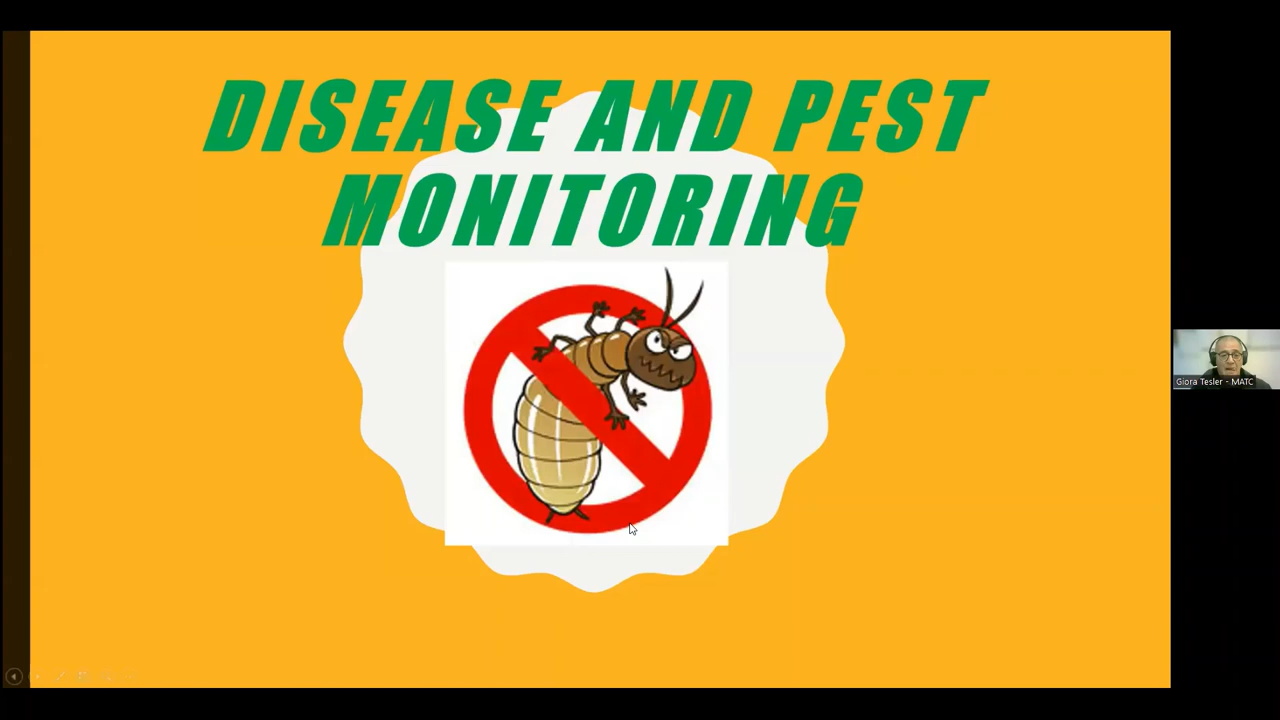 DISEASE AND PEST
MONITORING
Giora Tesler - MATC